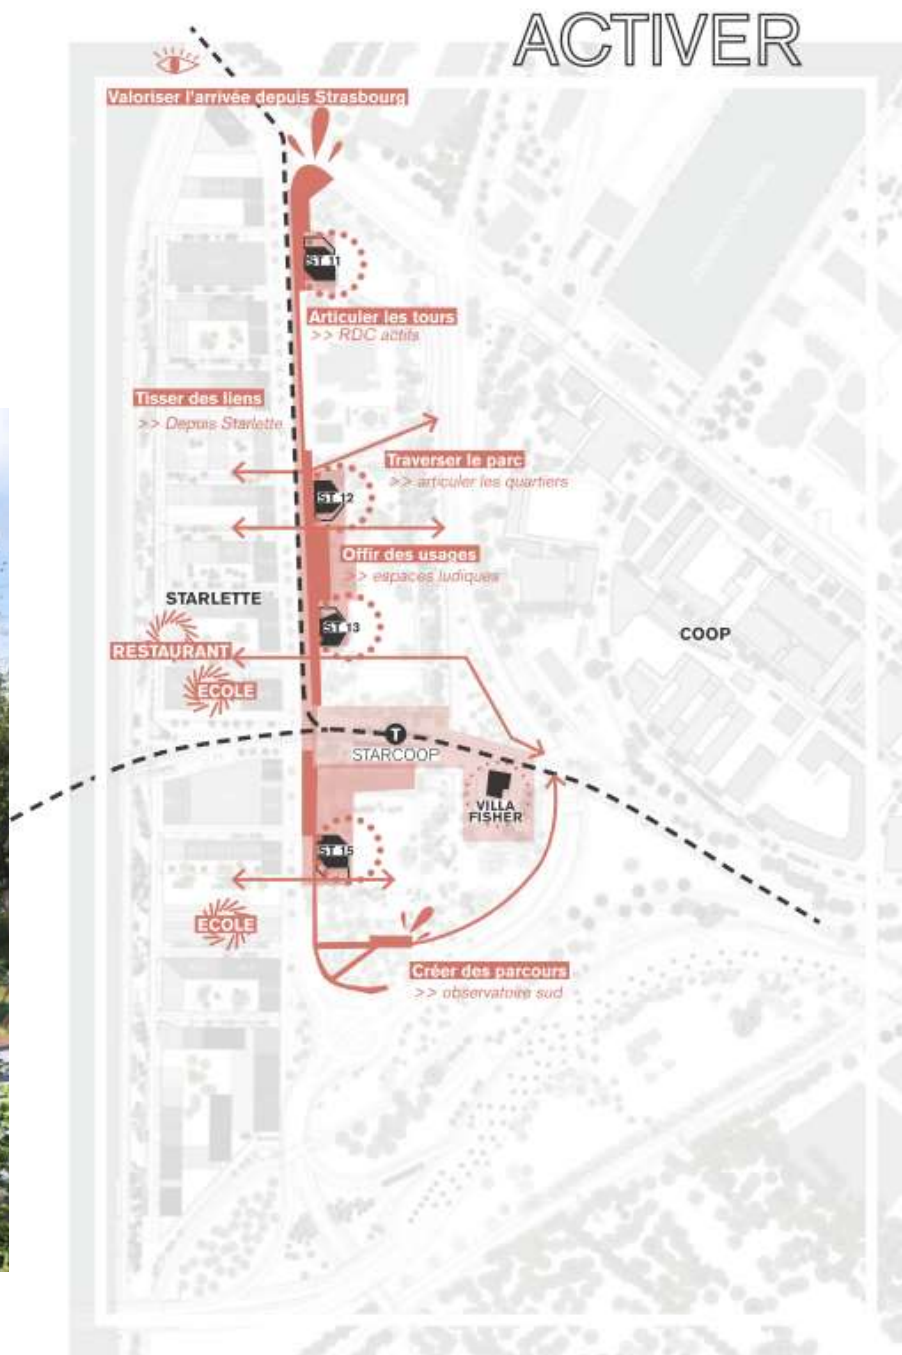 ACTIVER
Valoriser l'arrivée depuis Strasbourg
ST 11
Articuler les tours
>> RDC actifs
Tisser des liens
>> Depuis Starlette
Traverser le parc
>> articuler les quartiers
ST 12
Offir des usages
>> espaces ludiques
STARLETTE
ST 13
COOP
RESTAURANT
ECOLE
T
STARCOOP
VILLA
FISHER
ST 15
ECOLE
Créer des parcours
>> observatoire sud